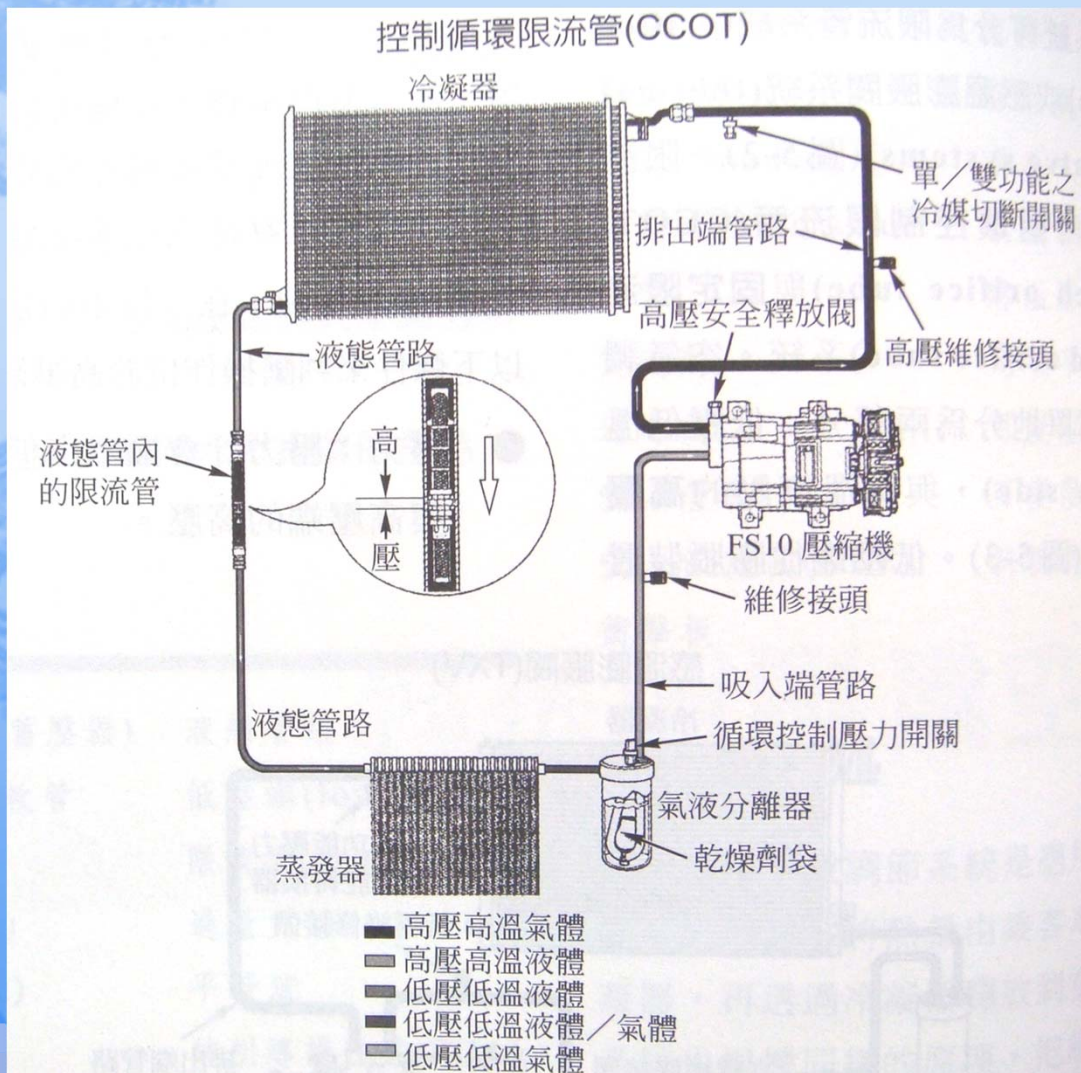 控制循環限流管(CCOT)
冷凝器
單／雙功能之
冷媒切斷開關
排出端管路
高壓安全釋放閥
高壓維修接頭
液態管路
液態管內
的限流管
高
壓
FS10 壓縮機
維修接頭
吸入端管路
液態管路
循環控制壓力開關
氣液分離器
蒸發器
乾燥劑袋
高壓高溫氣體
高壓高溫液體
低壓低溫液體
低壓低溫液體／氣體
低壓低溫氣體